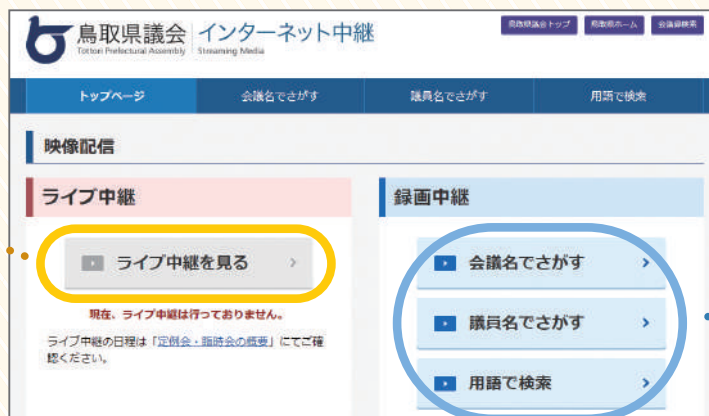 鳥取県議会 インターネット中継
Tottori Prefectural Assembly Streaming Media
鳥取県議会トップ 鳥取県ホーム 会議録検索
トップページ 会議名でさがす 議員名でさがす 用語で検索
映像配信
ライブ中継
ライブ中継を見る
現在、ライブ中継は行っておりません。
ライブ中継の日程は「定例会・臨時会の概要」にてご確
認ください。
録画中継
会議名でさがす
議員名でさがす
用語で検索